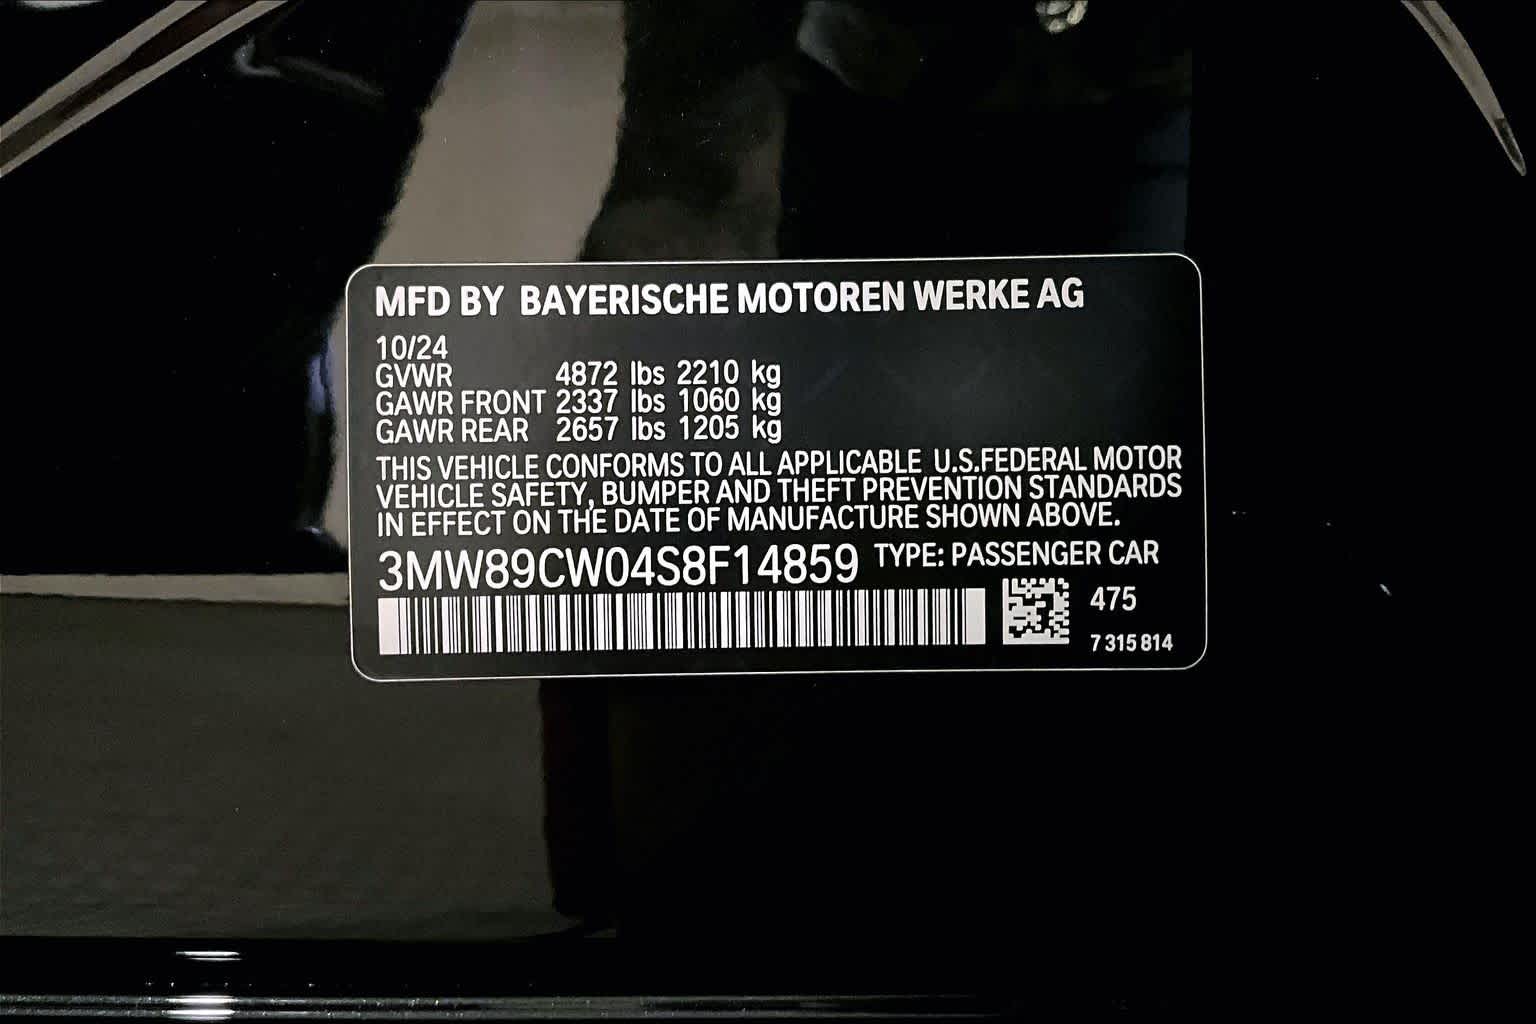 MFD BY BAYERISCHE MOTOREN WERKE AG
10/24
GVWR 4872 lbs 2210 kg
GAWR FRONT 2337 lbs 1060 kg
GAWR REAR 2657 lbs 1205 kg
THIS VEHICLE CONFORMS TO ALL APPLICABLE U.S.FEDERAL MOTOR
VEHICLE SAFETY, BUMPER AND THEFT PREVENTION STANDARDS
IN EFFECT ON THE DATE OF MANUFACTURE SHOWN ABOVE.
3MW89CW04S8F14859 TYPE: PASSENGER CAR
475
7 315 814